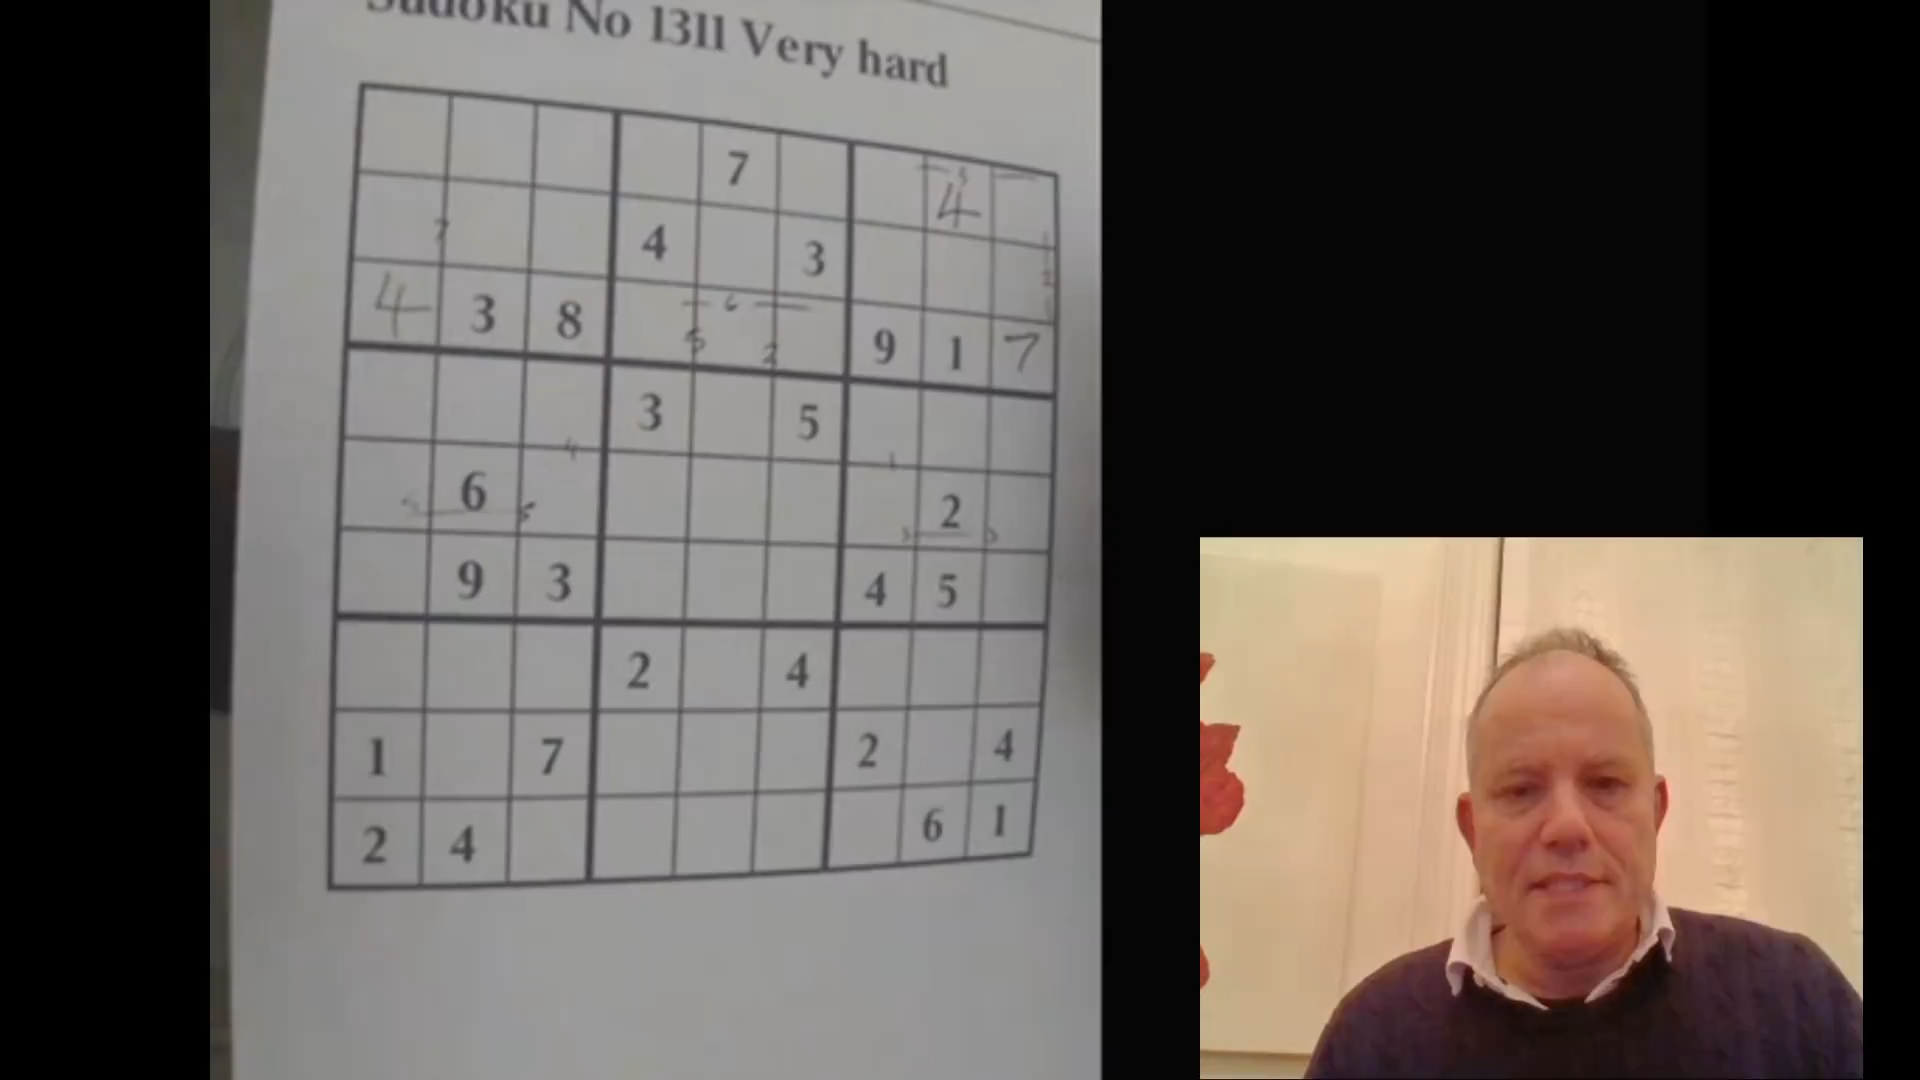 Sudoku No 1311 Very hard
7 4
4 3
4 3 8 9 1 7
3 5
6 2
9 3 4 5
2 4
1 7 2 4
2 4 6 1